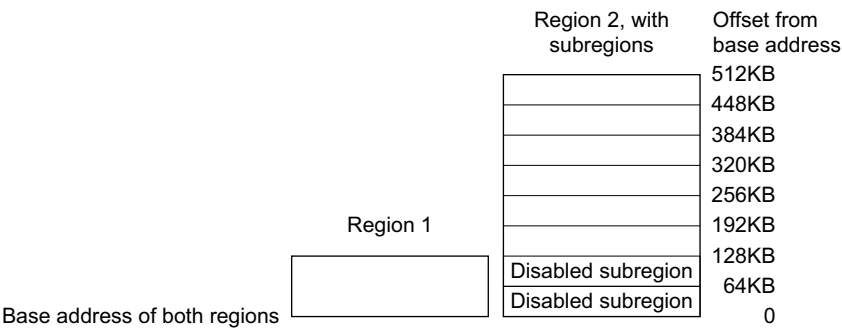 Region 2, with
subregions
Offset from
base address
512KB
448KB
384KB
320KB
256KB
Region 1
192KB
128KB
Disabled subregion
64KB
Disabled subregion
Base address of both regions
0